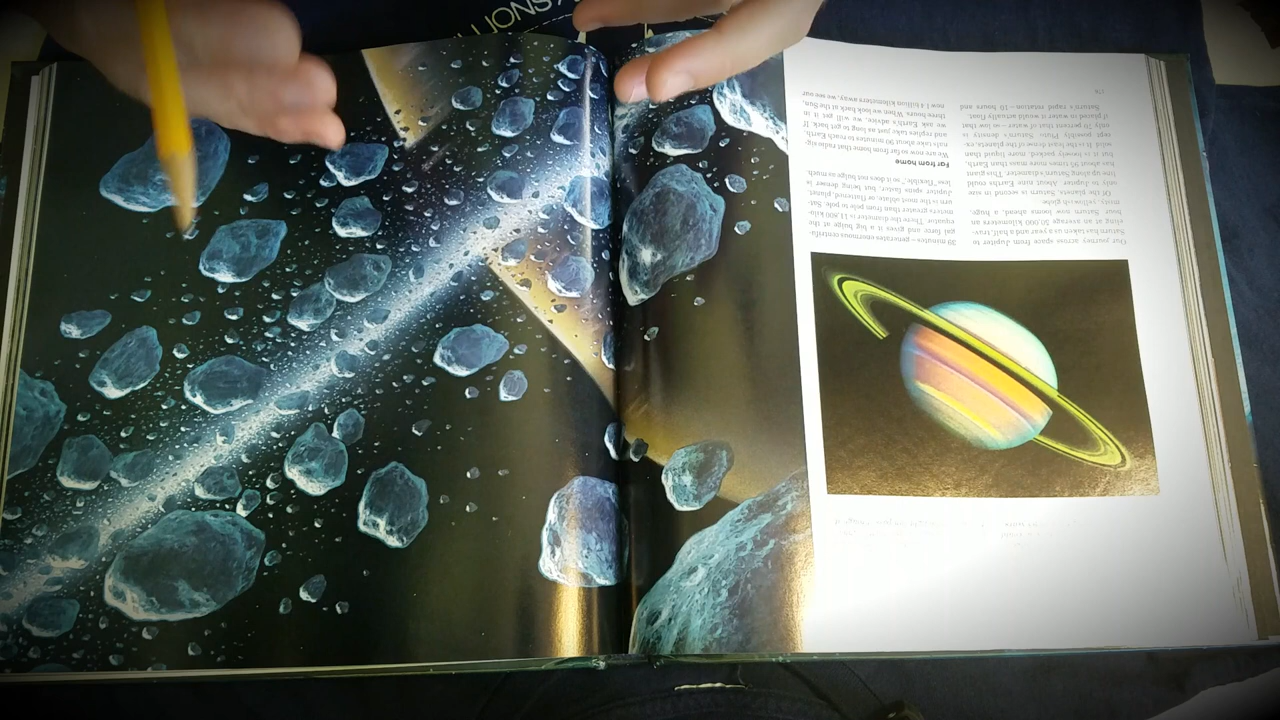 Our journey across space from Jupiter to
Saturn has taken us a year and a half, trav-
eling at an average 50,000 kilometers an
hour. Saturn now looms ahead, a huge,
misty, yellowish globe.
Of the planets, Saturn is second in size
only to Jupiter. About nine Earths could
line up along Saturn's diameter. This giant
has about 95 times more mass than Earth,
but it is loosely packed, more liquid than
solid. It is the least dense of the planets, ex-
cept possibly Pluto. Saturn's density is
only 70 percent that of water—so low that
if placed in water it would actually float.
Saturn's rapid rotation—10 hours and
39 minutes—generates enormous centrifu-
gal force and gives it a big bulge at the
equator. There the diameter is 11,800 kilo-
meters greater than from pole to pole. Sat-
urn is the most oblate, or flattened, planet.
Jupiter spins faster, but being denser is
less "flexible," so it does not bulge as much.
Far from home
We are now so far from home that radio sig-
nals take about 90 minutes to reach Earth,
and replies take just as long to get back. If
we ask Earth's advice, we will get it in
three hours. When we look back at the Sun,
now 1.4 billion kilometers away, we see our